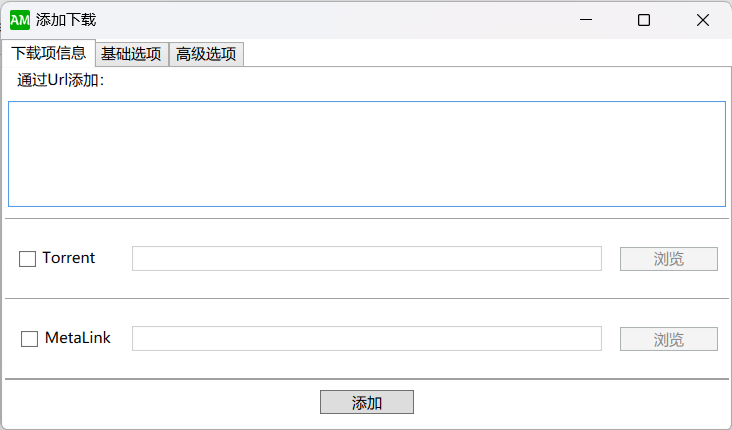 AM 添加下载
下载项信息 基础选项 高级选项
通过Url添加:
Torrent 浏览
MetaLink 浏览
添加